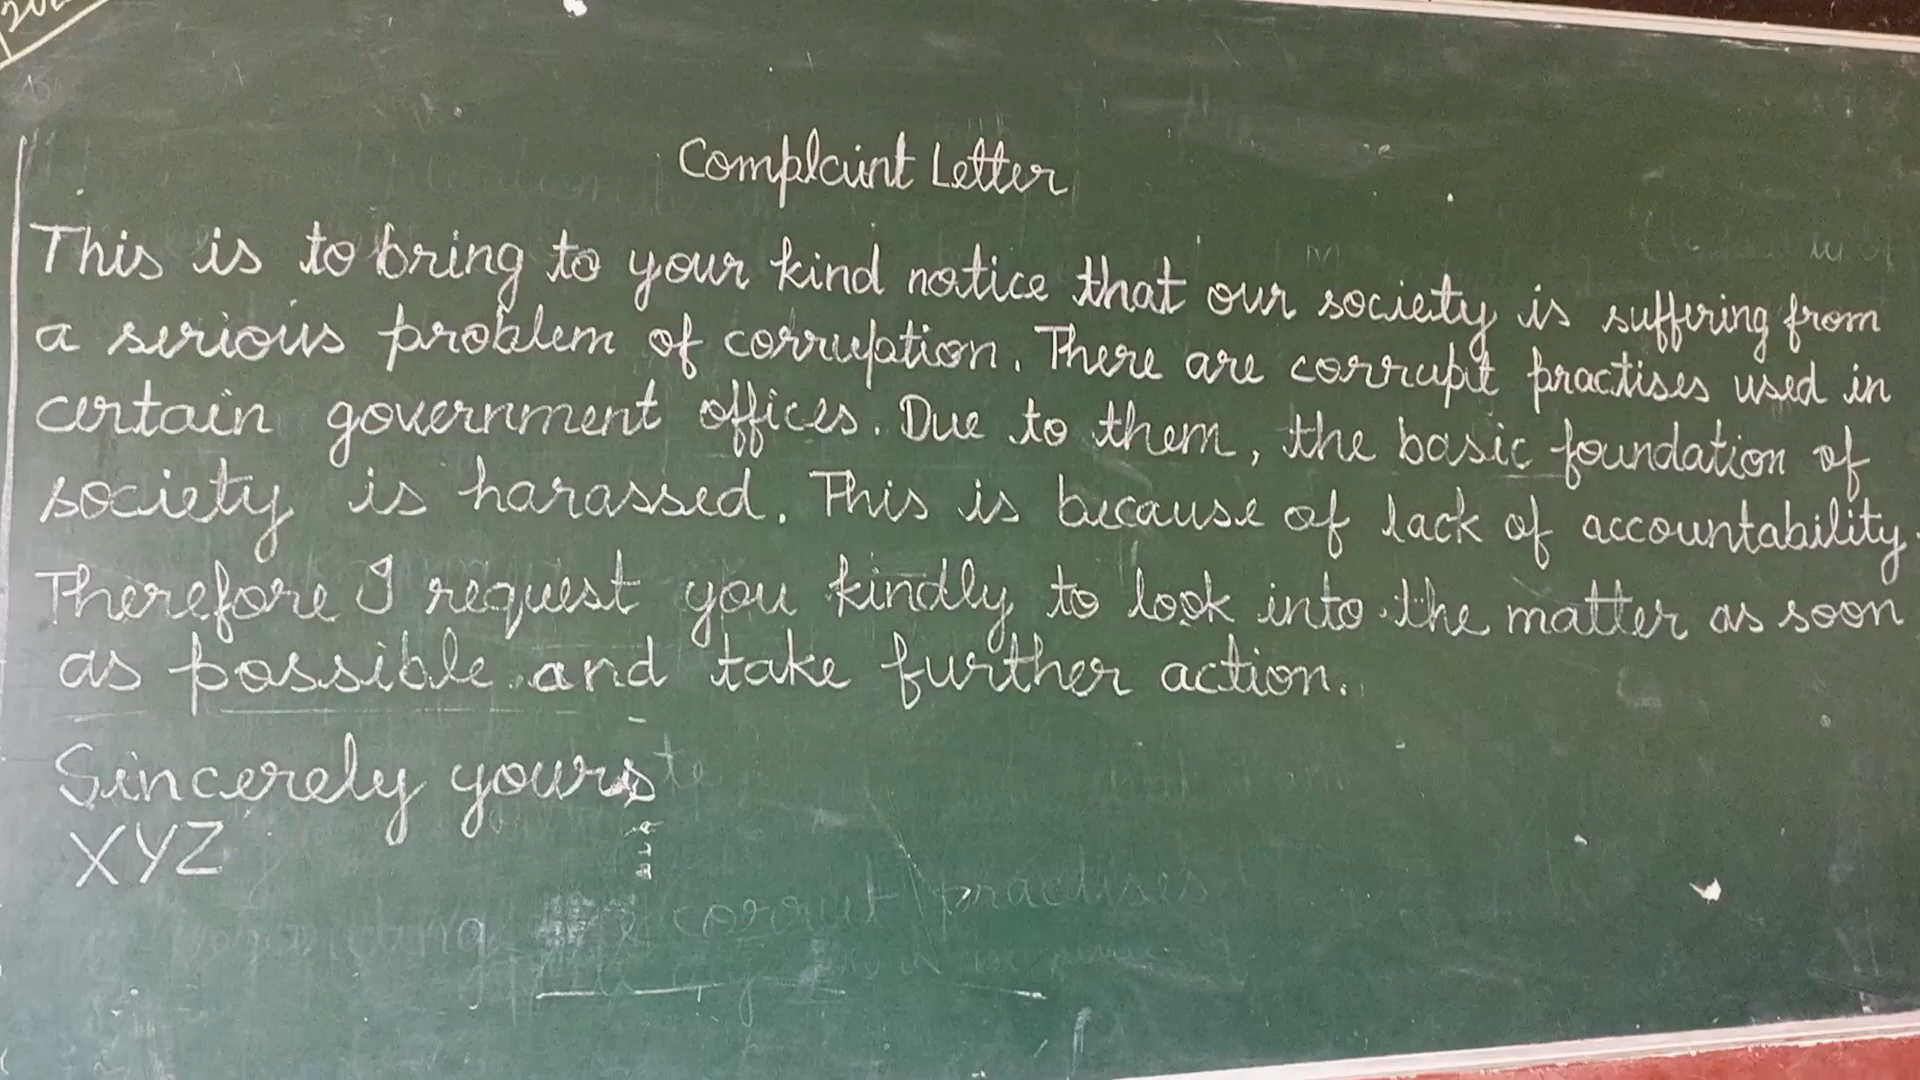 Complaint Letter
This is to bring to your kind notice that our society is suffering from
a serious problem of corruption. There are corrupt practises used in
certain government offices. Due to them, the basic foundation of
society is harassed. This is because of lack of accountability.
Therefore I request you kindly to look into the matter as soon
as possible and take further action.
Sincerely yours
XYZ
corrupt practises